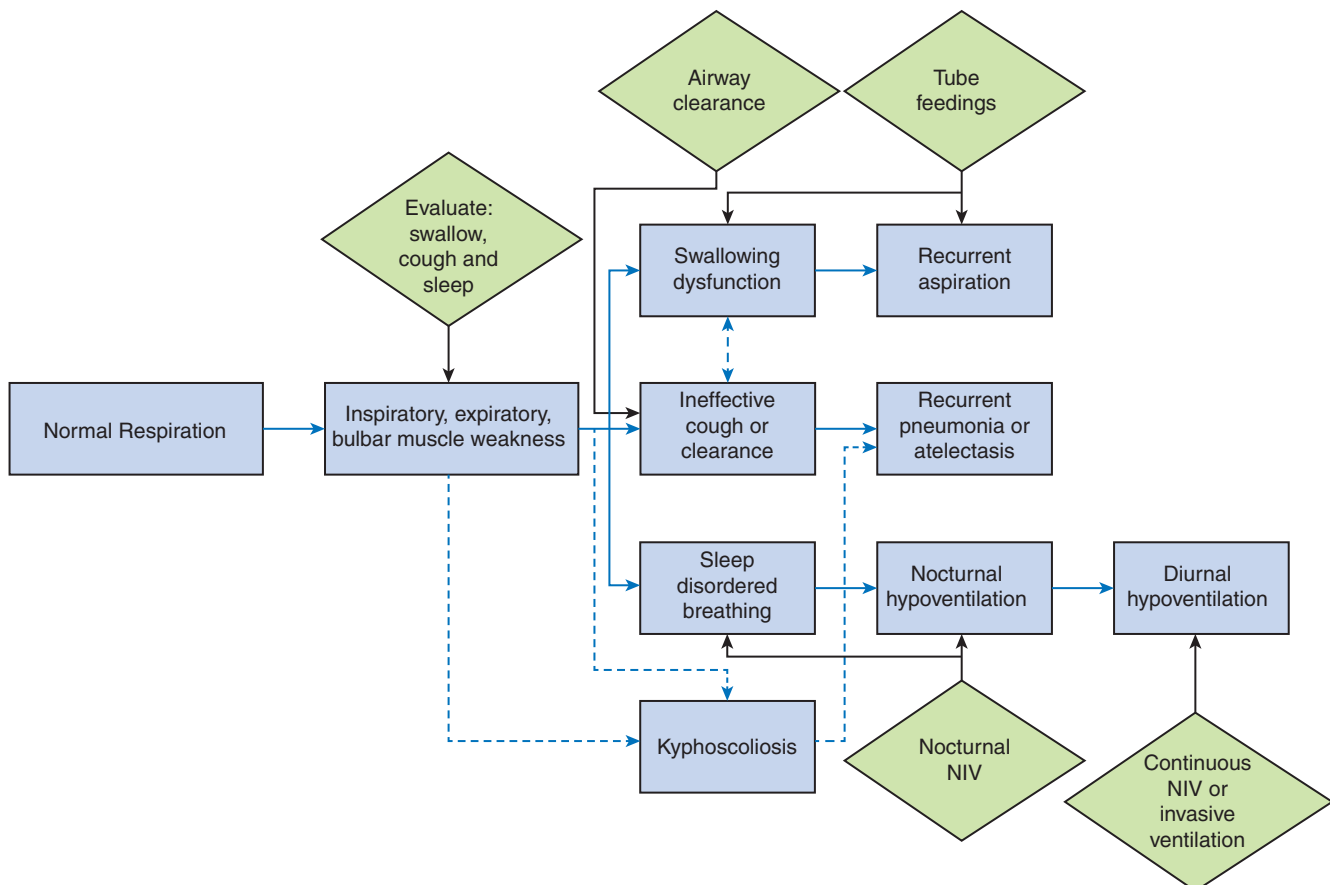 Airway
clearance
Tube
feedings
Evaluate:
swallow,
cough and
sleep
Swallowing
dysfunction
Recurrent
aspiration
Normal Respiration
Inspiratory, expiratory,
bulbar muscle weakness
Ineffective
cough or
clearance
Recurrent
pneumonia or
atelectasis
Sleep
disordered
breathing
Nocturnal
hypoventilation
Diurnal
hypoventilation
Kyphoscoliosis
Nocturnal
NIV
Continuous
NIV or
invasive
ventilation